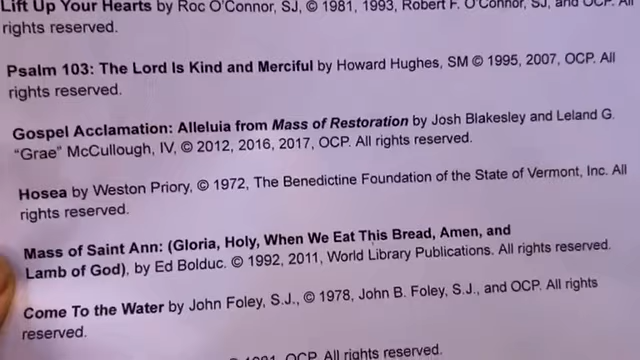 Lift Up Your Hearts by Roc O'Connor, SJ, © 1981, 1993, Robert F. O'Connor, SJ, and OCP. All
rights reserved.
Psalm 103: The Lord Is Kind and Merciful by Howard Hughes, SM © 1995, 2007, OCP. All
rights reserved.
Gospel Acclamation: Alleluia from Mass of Restoration by Josh Blakesley and Leland G.
“Grae” McCullough, IV, © 2012, 2016, 2017, OCP. All rights reserved.
Hosea by Weston Priory, © 1972, The Benedictine Foundation of the State of Vermont, Inc. All
rights reserved.
Mass of Saint Ann: (Gloria, Holy, When We Eat This Bread, Amen, and
Lamb of God), by Ed Bolduc. © 1992, 2011, World Library Publications. All rights reserved.
Come To the Water by John Foley, S.J., © 1978, John B. Foley, S.J., and OCP. All rights
reserved.
OCP. All rights reserved.